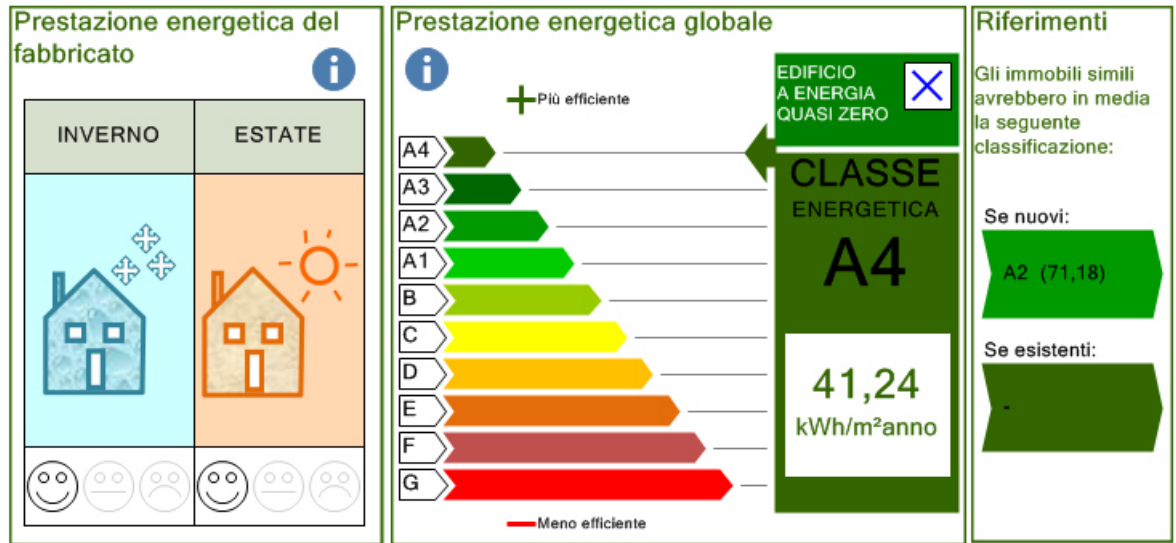 Prestazione energetica del
fabbricato
i
INVERNO
ESTATE
Prestazione energetica globale
i
Più efficiente
A4
A3
A2
A1
B
C
D
E
F
G
Meno efficiente
EDIFICIO
A ENERGIA
QUASI ZERO
CLASSE
ENERGETICA
A4
41,24
kWh/m²anno
Riferimenti
Gli immobili simili
avrebbero in media
la seguente
classificazione:
Se nuovi:
A2 (71,18)
Se esistenti:
-